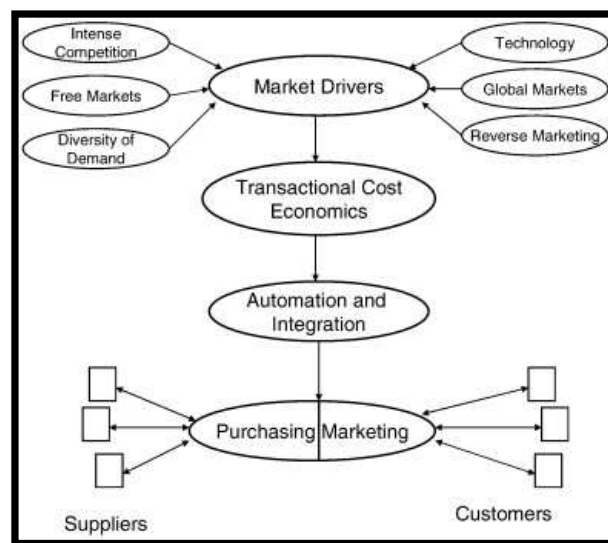 Intense
Competition
Technology
Market Drivers
Free Markets
Global Markets
Diversity of
Demand
Reverse Marketing
Transactional Cost
Economics
Automation and
Integration
Purchasing Marketing
Suppliers
Customers